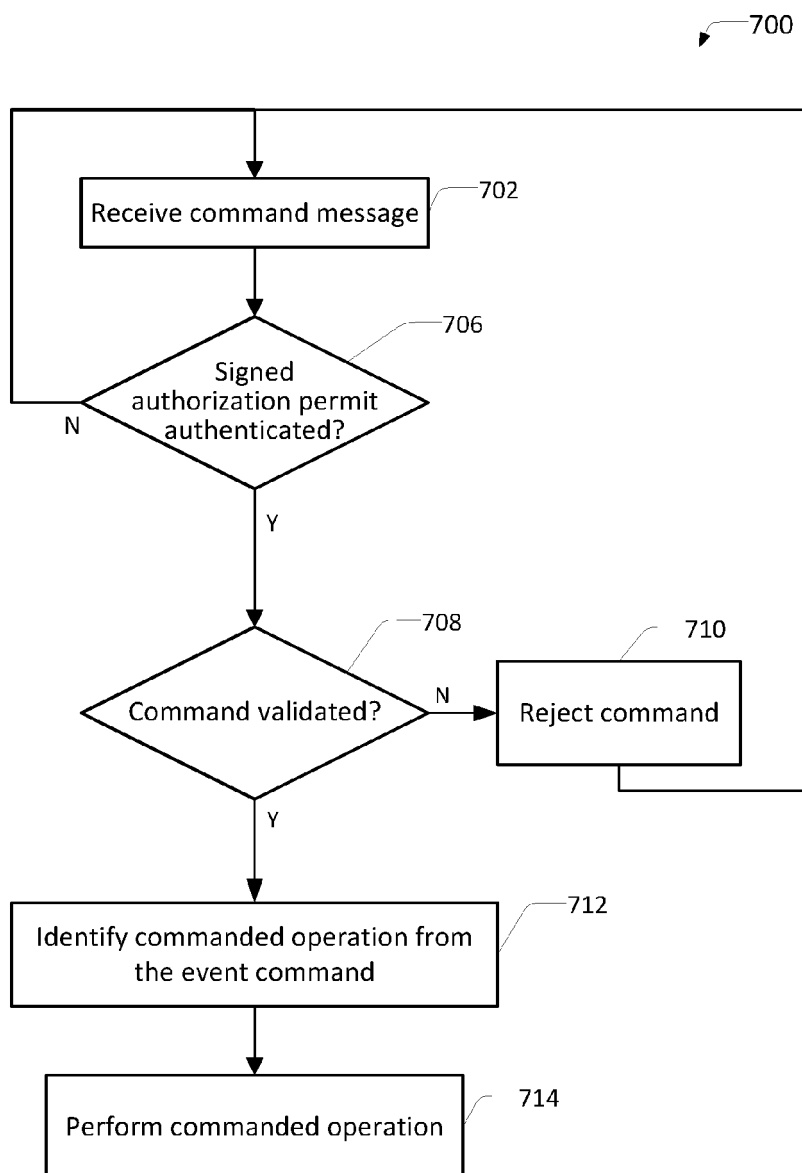 700
Receive command message
702
706
Signed
authorization permit
authenticated?
N
Y
708
710
Command validated?
N
Reject command
Y
712
Identify commanded operation from
the event command
714
Perform commanded operation